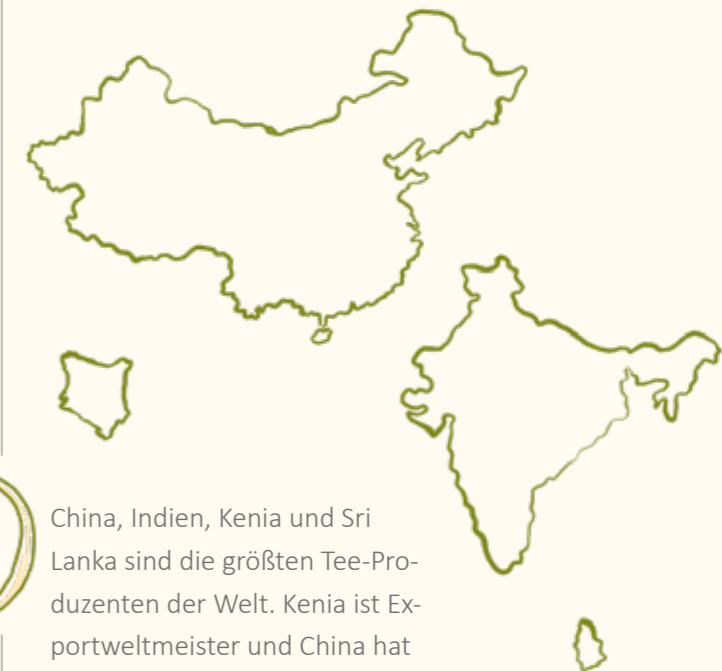 China, Indien, Kenia und Sri
Lanka sind die größten Tee-Pro-
duzenten der Welt. Kenia ist Ex-
portweltmeister und China hat